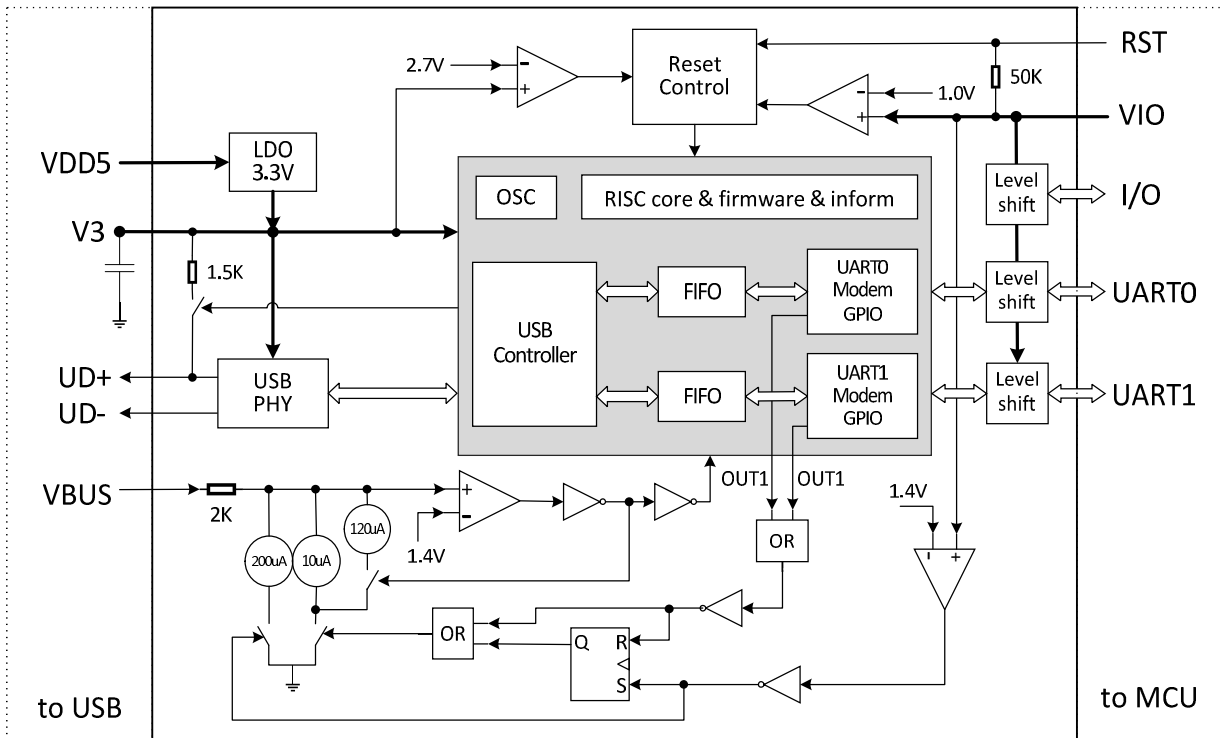 RST
2.7V
-
+
Reset
Control
50K
-
1.0V
+
VIO
VDD5
LDO
3.3V
OSC
RISC core & firmware & inform
Level
shift
I/O
V3
1.5K
USB
Controller
FIFO
UART0
Modem
GPIO
Level
shift
UART0
UD+
UD-
USB
PHY
FIFO
UART1
Modem
GPIO
Level
shift
UART1
VBUS
2K
+
-
1.4V
OUT1
OUT1
1.4V
120uA
200uA
10uA
OR
-
+
OR
Q
R
S
to USB
to MCU